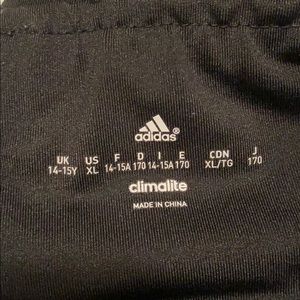 adidas®
UK US F D I E CDN J
14-15Y XL 14-15A 170 14-15A 170 XL/TG 170
climalite
MADE IN CHINA